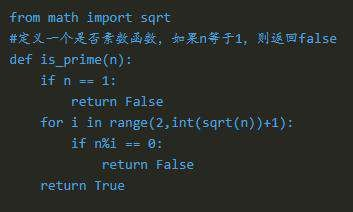 from math import sqrt
#定义一个是否素数函数, 如果n等于1, 则返回false
def is_prime(n):
    if n == 1:
        return False
    for i in range(2,int(sqrt(n))+1):
        if n%i == 0:
            return False
    return True